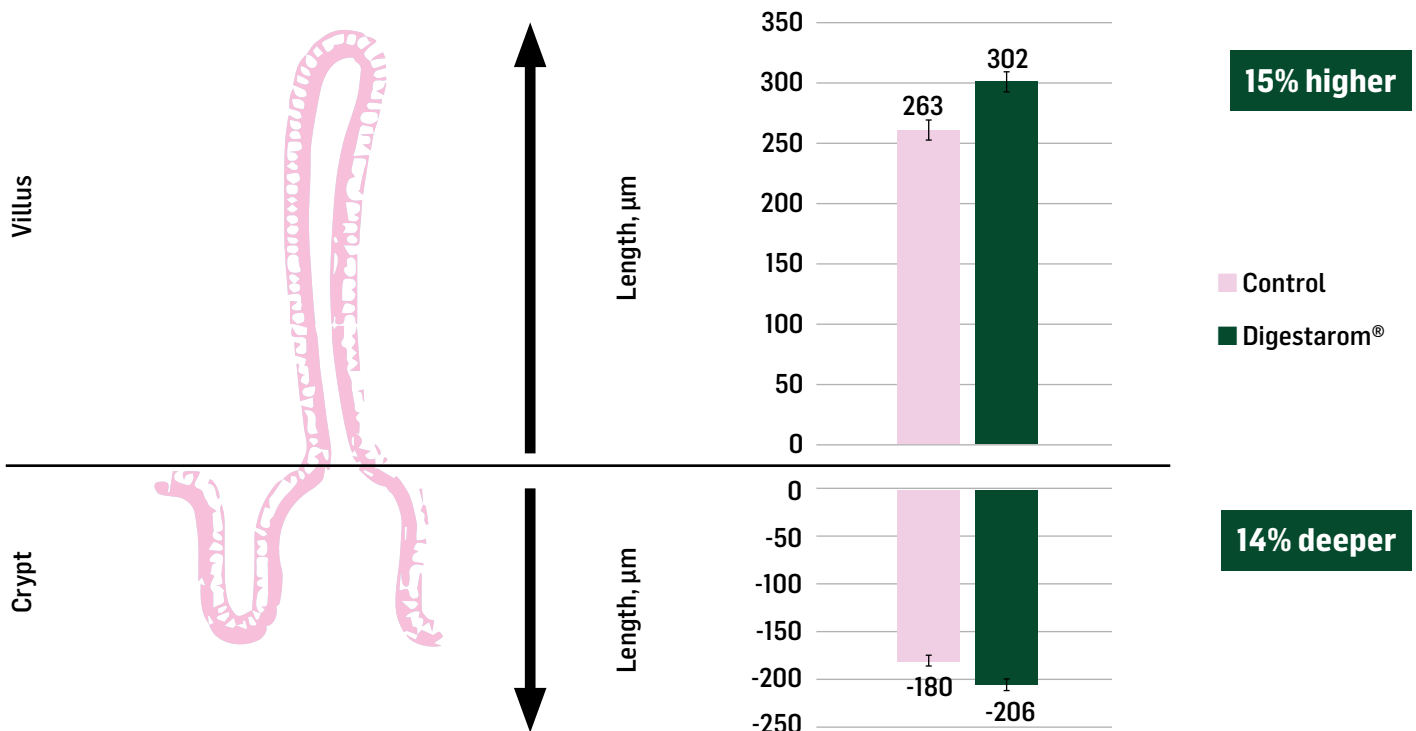 Villus
Length, µm
350
300
250
200
150
100
50
0
263
302
15% higher
Control
Digestarom®
Crypt
Length, µm
0
-50
-100
-150
-200
-250
-180
-206
14% deeper